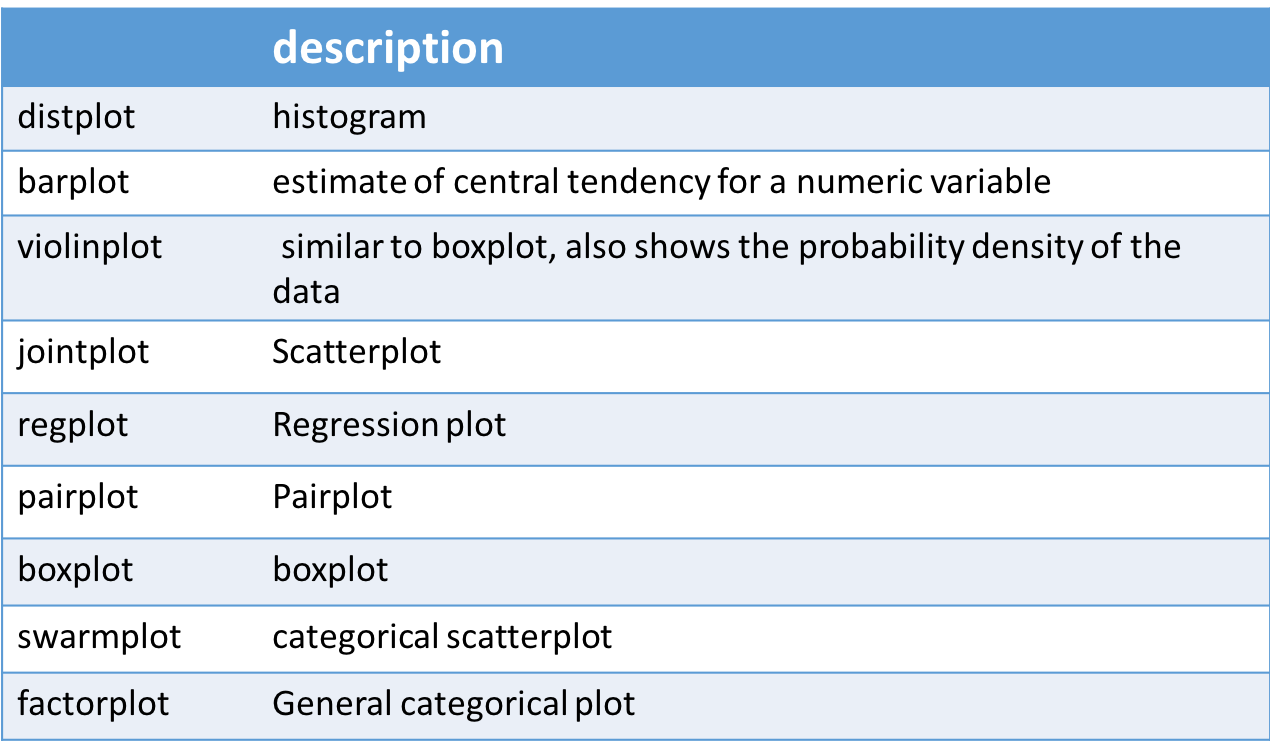 description
distplot histogram
barplot estimate of central tendency for a numeric variable
violinplot similar to boxplot, also shows the probability density of the
data
jointplot Scatterplot
regplot Regression plot
pairplot Pairplot
boxplot boxplot
swarmplot categorical scatterplot
factorplot General categorical plot